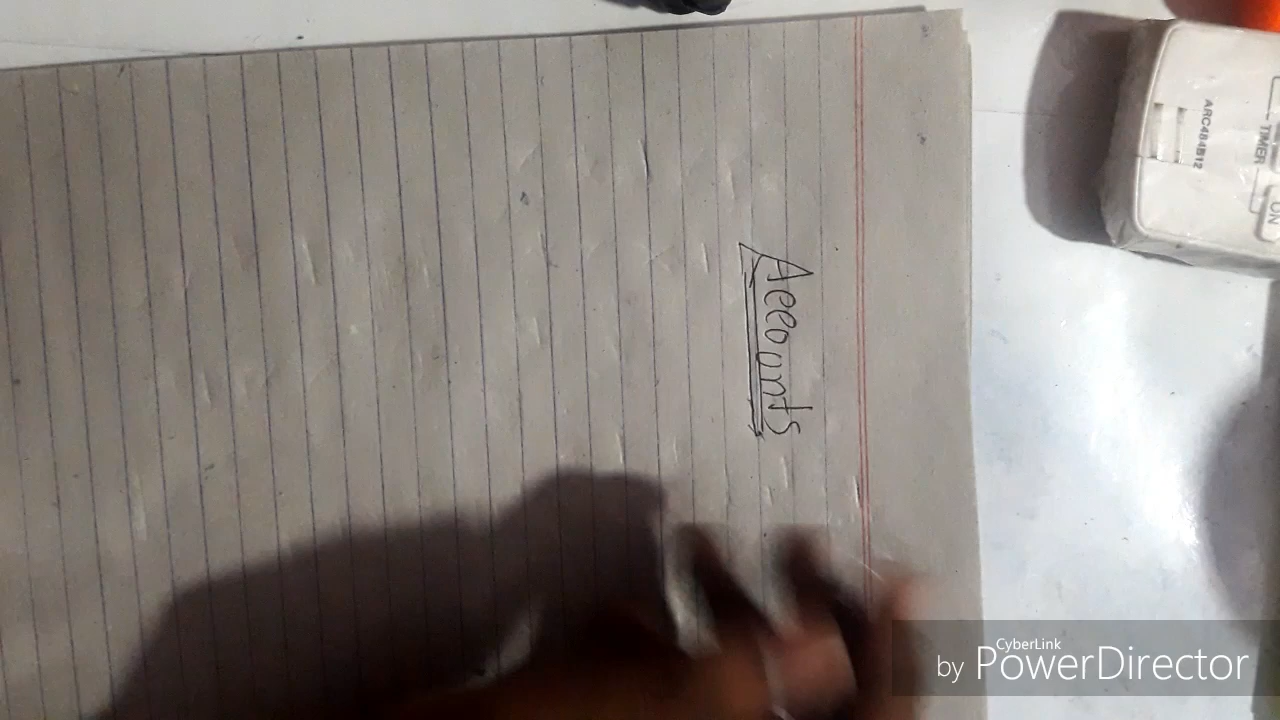 Accounts
ARC484B12
TIMER
ON
CyberLink
by PowerDirector